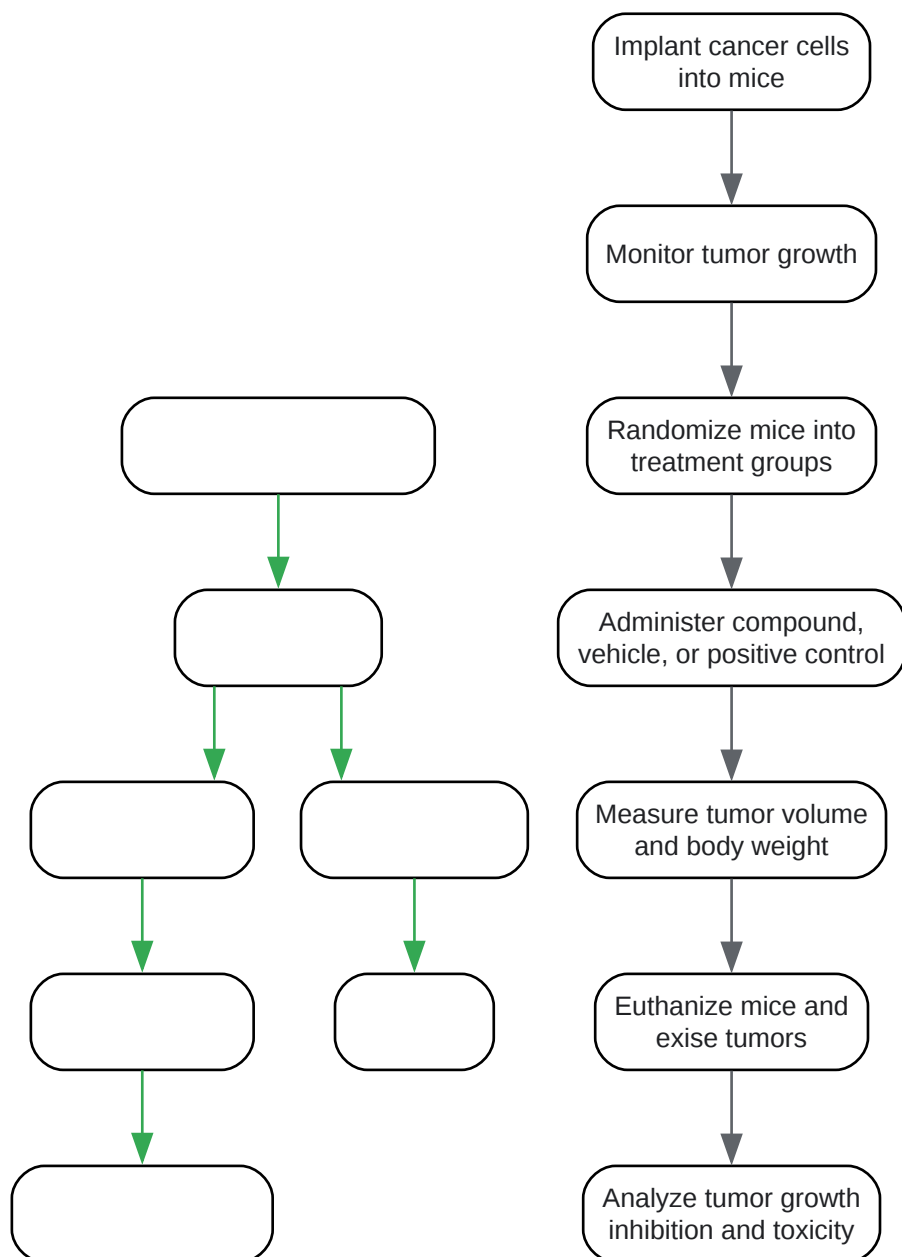 Implant cancer cells
into mice
Monitor tumor growth
Randomize mice into
treatment groups
Administer compound,
vehicle, or positive control
Measure tumor volume
and body weight
Euthanize mice and
exise tumors
Analyze tumor growth
inhibition and toxicity